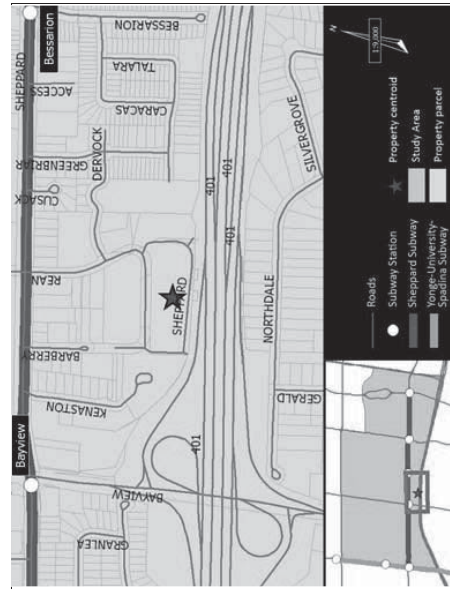 Bessarion
BESSARION
SHEPPARD
ACCESS
TALARA
CARACAS
GREENBRIAR
DERVOCK
CUSACK
REAN
SHEPPARD
BARBERRY
KENASTON
Bayview
BAYVIEW
GRANLEA
401
401
401
401
SILVERGROVE
NORTHDALE
GERALD
N
1:9,000
Roads
Subway Station
Sheppard Subway
Yonge-University-
Spadina Subway
Property centroid
Study Area
Property parcel